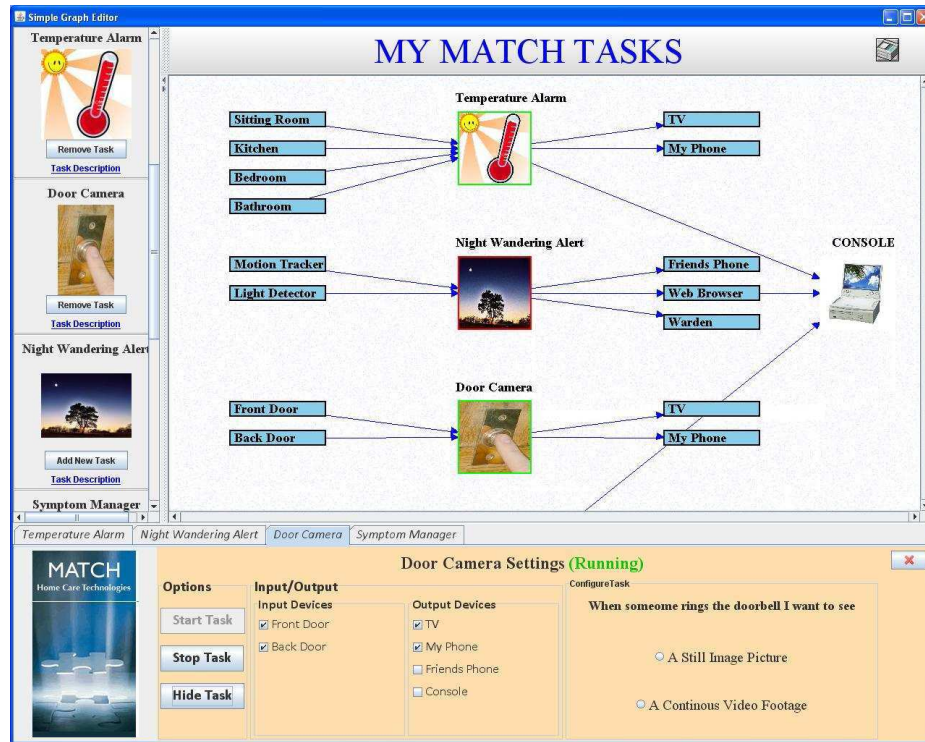 Simple Graph Editor
Temperature Alarm
Remove Task
Task Description
Door Camera
Remove Task
Task Description
Night Wandering Alert
Add New Task
Task Description
Symptom Manager
MY MATCH TASKS
Temperature Alarm
Sitting Room
Kitchen
Bedroom
Bathroom
TV
My Phone
Night Wandering Alert
Motion Tracker
Light Detector
Friends Phone
Web Browser
Warden
CONSOLE
Door Camera
Front Door
Back Door
TV
My Phone
Temperature Alarm Night Wandering Alert Door Camera Symptom Manager
MATCH
Home Care Technologies
Door Camera Settings (Running)
Options
Start Task
Stop Task
Hide Task
Input/Output
Input Devices
Front Door
Back Door
Output Devices
TV
My Phone
Friends Phone
Console
ConfigureTask
When someone rings the doorbell I want to see
A Still Image Picture
A Continous Video Footage